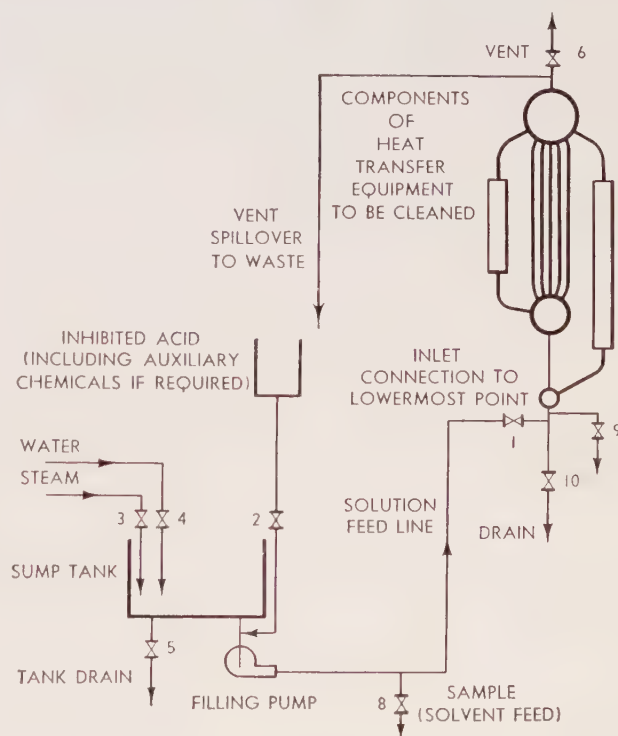 VENT
6
COMPONENTS
OF
HEAT
TRANSFER
EQUIPMENT
TO BE CLEANED
VENT
SPILLOVER
TO WASTE
INHIBITED ACID
(INCLUDING AUXILIARY
CHEMICALS IF REQUIRED)
INLET
CONNECTION TO
LOWERMOST POINT
1
9
WATER
STEAM
3
4
2
10
SOLUTION
FEED LINE
DRAIN
SUMP TANK
5
TANK DRAIN
FILLING PUMP
8
SAMPLE
(SOLVENT FEED)